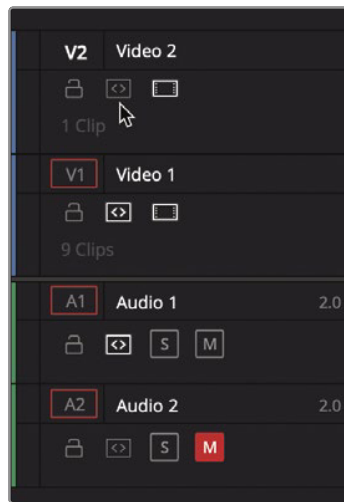 V2 Video 2
1 Clip
V1 Video 1
9 Clips
A1 Audio 1 2.0
S M
A2 Audio 2 2.0
S M